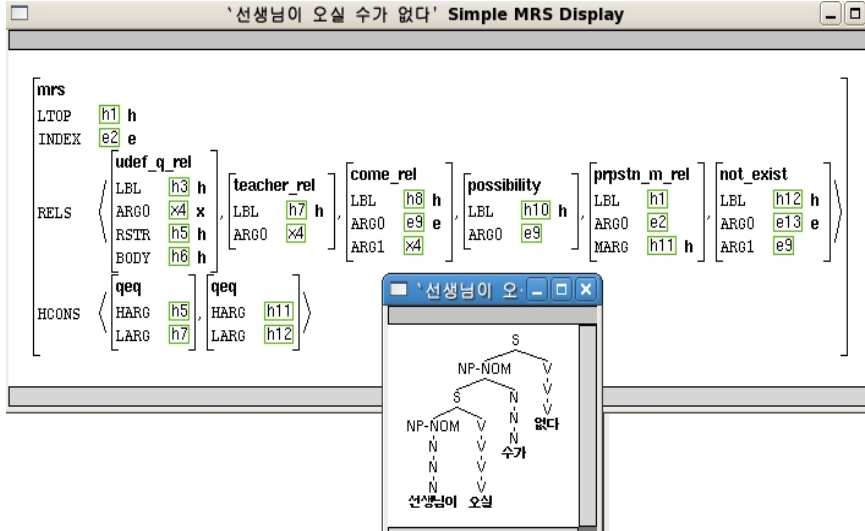 `선생님이 오실 수가 없다' Simple MRS Display
mrs
LTOP h1 h
INDEX e2 e
udef_q_rel teacher_rel come_rel possibility prpstn_m_rel not_exist
LBL h3 h LBL h7 h LBL h8 h LBL h10 h LBL h1 LBL h12 h
RELS ARG0 x4 x , ARG0 x4 , ARG0 e9 e , ARG0 e9 , ARG0 e2 , ARG0 e13 e
RSTR h5 h ARG1 x4 MARG h11 h ARG1 e9
BODY h6 h
qeq qeq
HCONS HARG h5 , HARG h11
LARG h7 LARG h12
`선생님이 오·
S
NP-NOM V
S N V
NP-NOM V N V
N V N 없다
N V 수가
N V
선생님이 오실